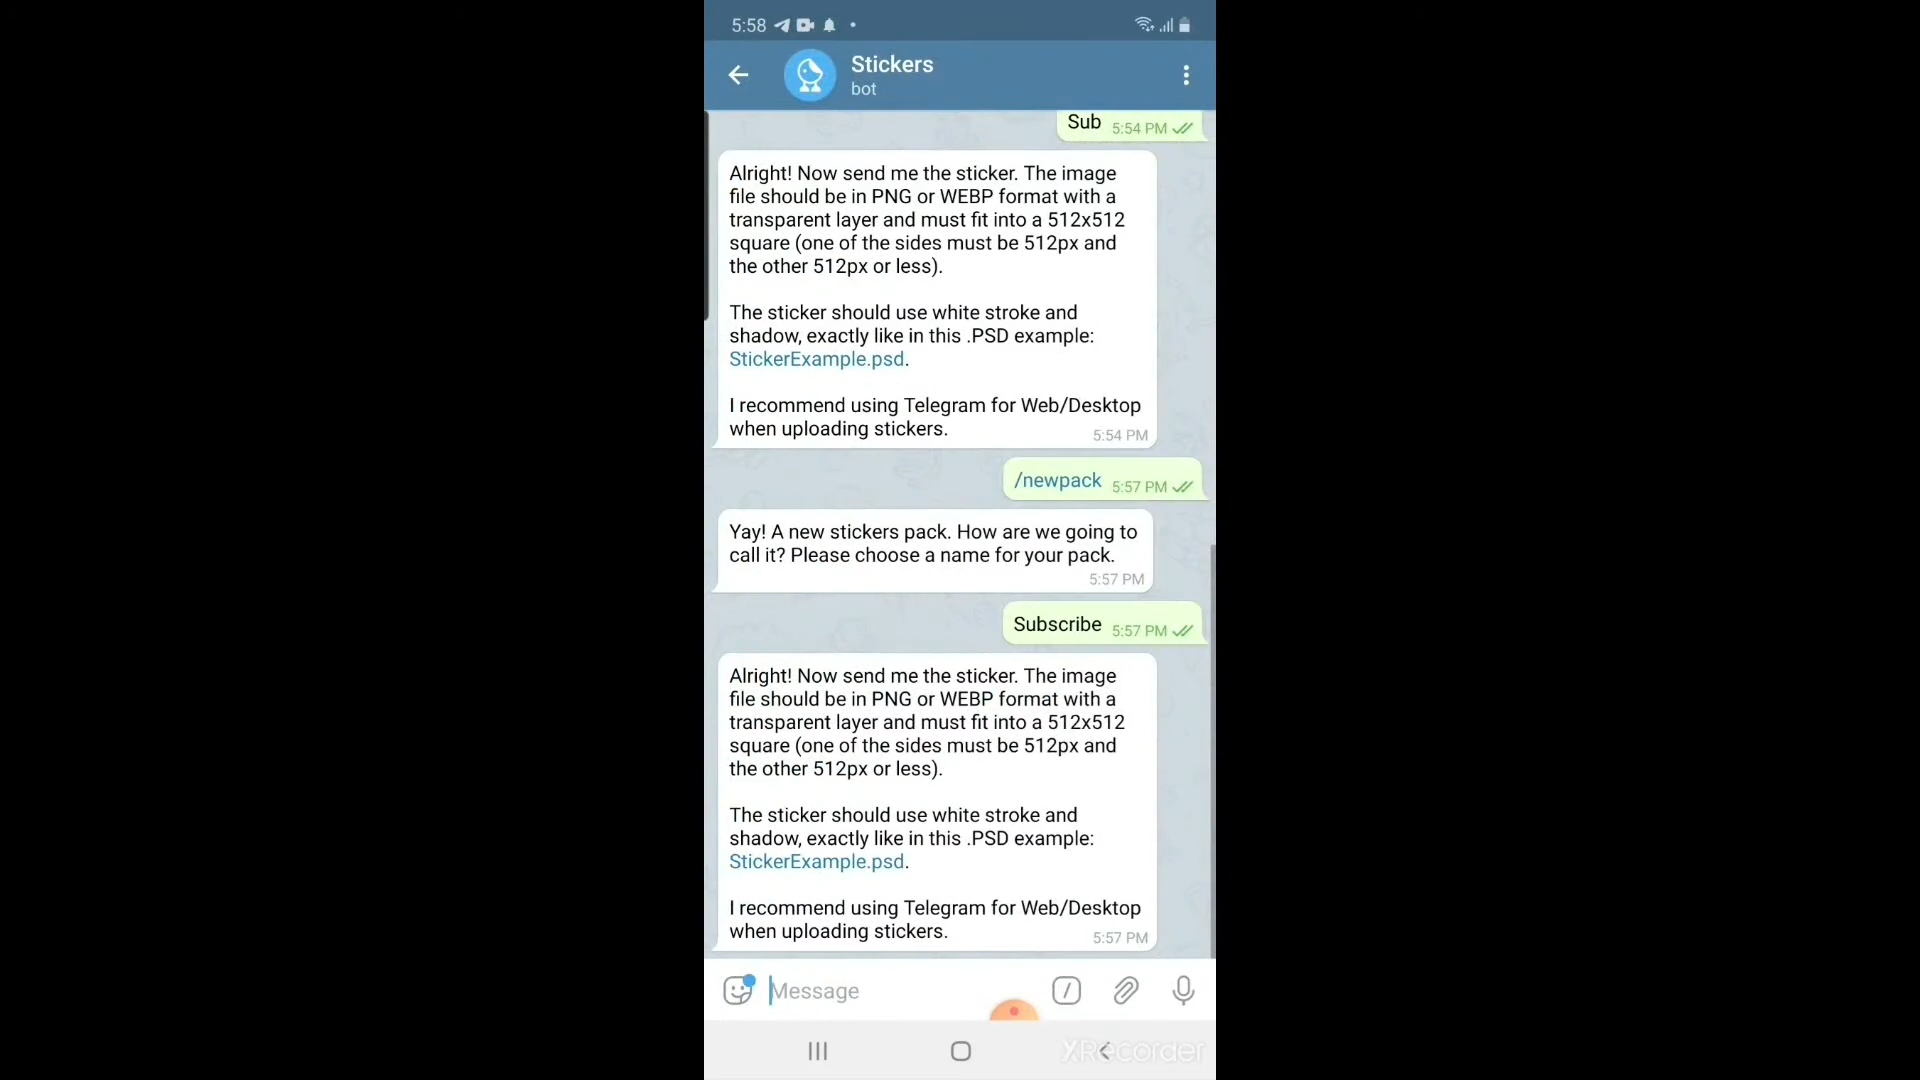 5:58
Stickers
bot
Sub 5:54 PM
Alright! Now send me the sticker. The image
file should be in PNG or WEBP format with a
transparent layer and must fit into a 512x512
square (one of the sides must be 512px and
the other 512px or less).
The sticker should use white stroke and
shadow, exactly like in this .PSD example:
StickerExample.psd.
I recommend using Telegram for Web/Desktop
when uploading stickers. 5:54 PM
/newpack 5:57 PM
Yay! A new stickers pack. How are we going to
call it? Please choose a name for your pack.
5:57 PM
Subscribe 5:57 PM
Alright! Now send me the sticker. The image
file should be in PNG or WEBP format with a
transparent layer and must fit into a 512x512
square (one of the sides must be 512px and
the other 512px or less).
The sticker should use white stroke and
shadow, exactly like in this .PSD example:
StickerExample.psd.
I recommend using Telegram for Web/Desktop
when uploading stickers. 5:57 PM
Message
XRecorder